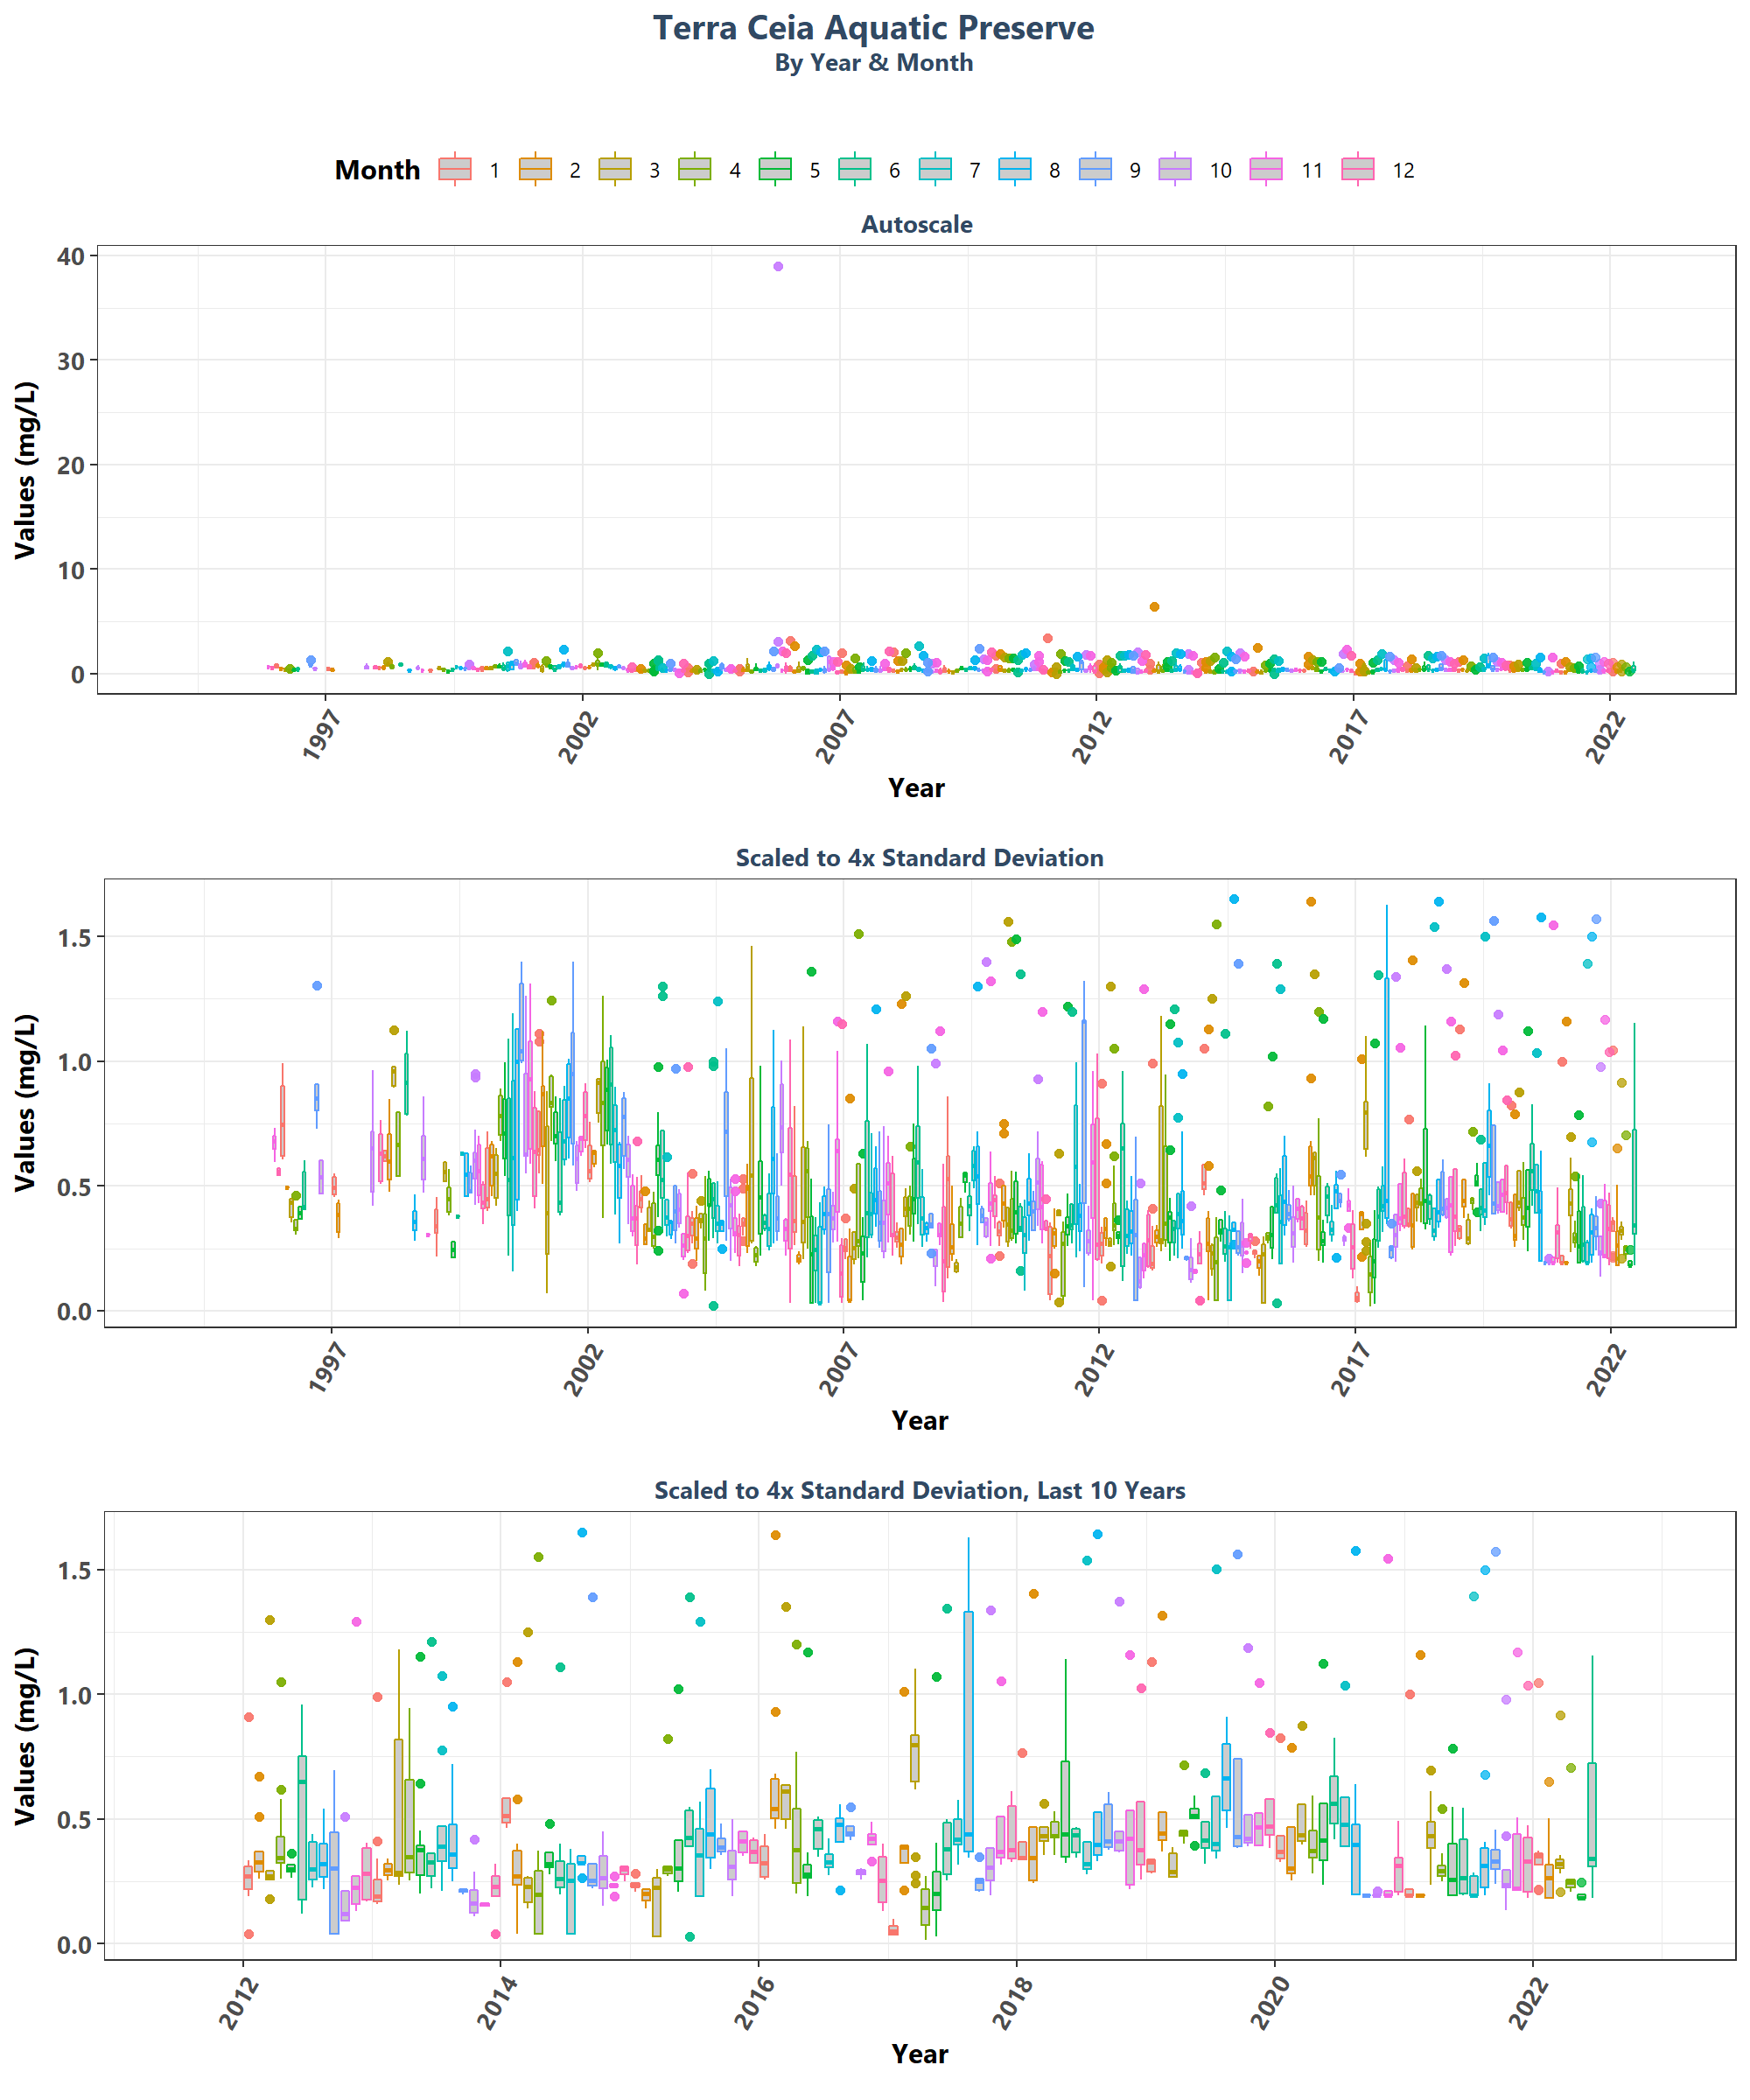 Terra Ceia Aquatic Preserve
By Year & Month
Month 1 2 3 4 5 6 7 8 9 10 11 12
Autoscale
Values (mg/L)
40
30
20
10
0
1997 2002 2007 2012 2017 2022
Year
Scaled to 4x Standard Deviation
Values (mg/L)
1.5
1.0
0.5
0.0
1997 2002 2007 2012 2017 2022
Year
Scaled to 4x Standard Deviation, Last 10 Years
Values (mg/L)
1.5
1.0
0.5
0.0
2012 2014 2016 2018 2020 2022
Year